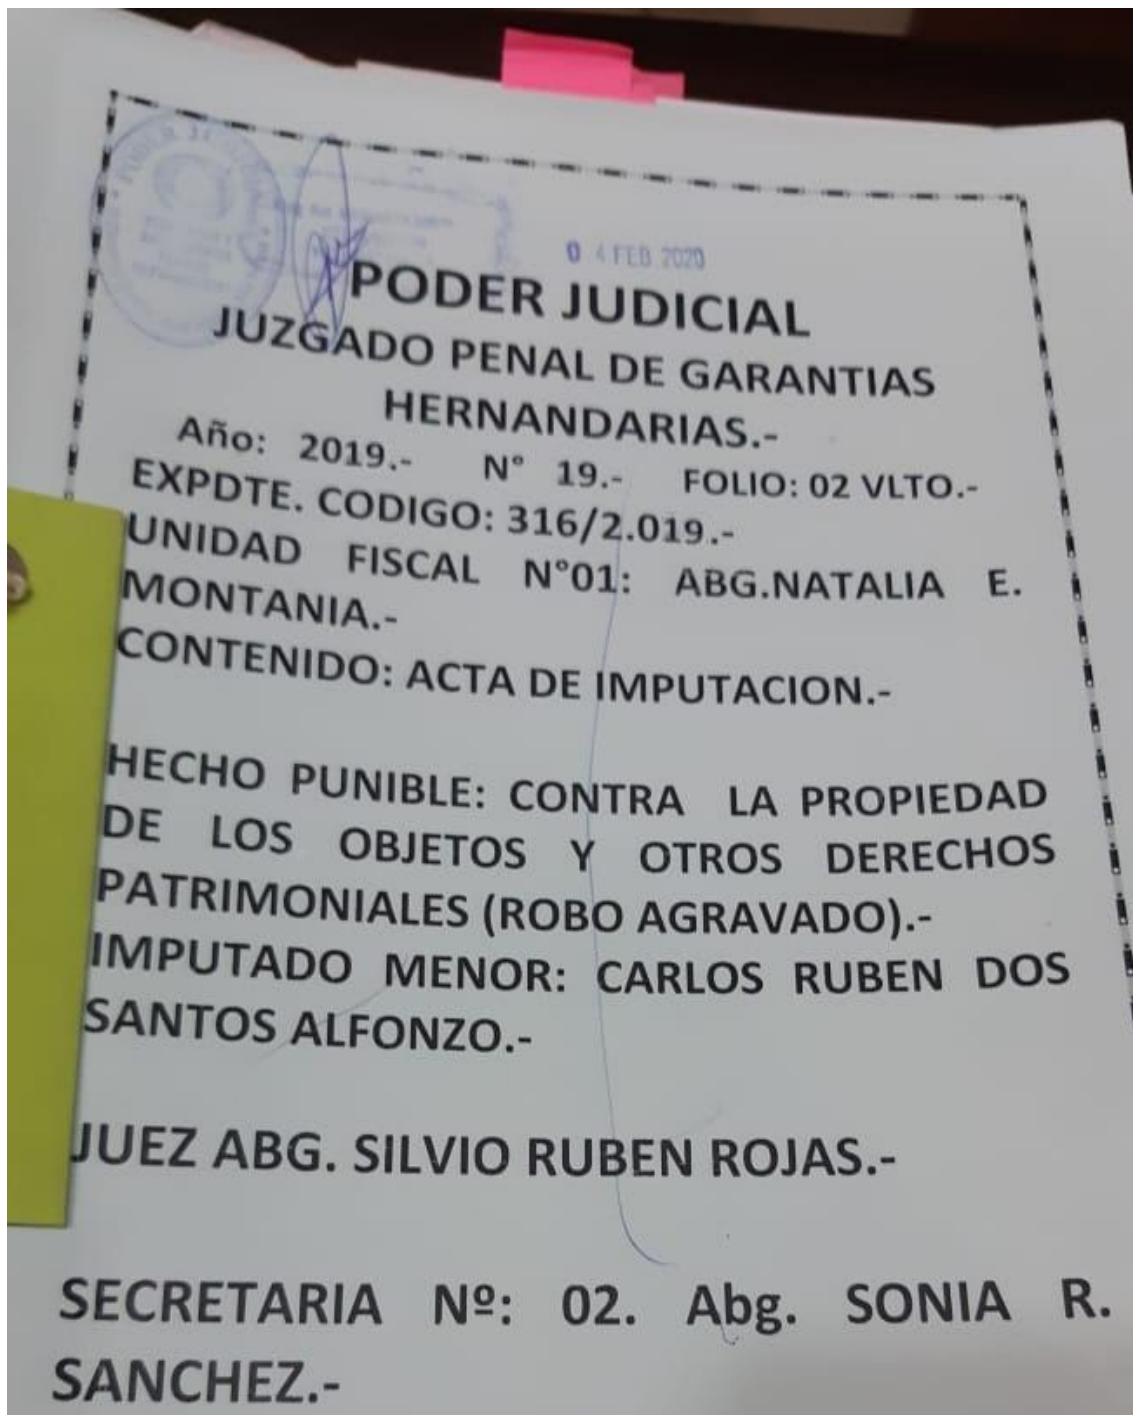 0 4 FEB 2020
PODER JUDICIAL
JUZGADO PENAL DE GARANTIAS
HERNANDARIAS.-
Año: 2019.- N° 19.- FOLIO: 02 VLTO.-
EXPDTE. CODIGO: 316/2.019.-
UNIDAD FISCAL N°01: ABG.NATALIA E.
MONTANIA.-
CONTENIDO: ACTA DE IMPUTACION.-
HECHO PUNIBLE: CONTRA LA PROPIEDAD
DE LOS OBJETOS Y OTROS DERECHOS
PATRIMONIALES (ROBO AGRAVADO).-
IMPUTADO MENOR: CARLOS RUBEN DOS
SANTOS ALFONZO.-
JUEZ ABG. SILVIO RUBEN ROJAS.-
SECRETARIA Nº: 02. Abg. SONIA R.
SANCHEZ.-